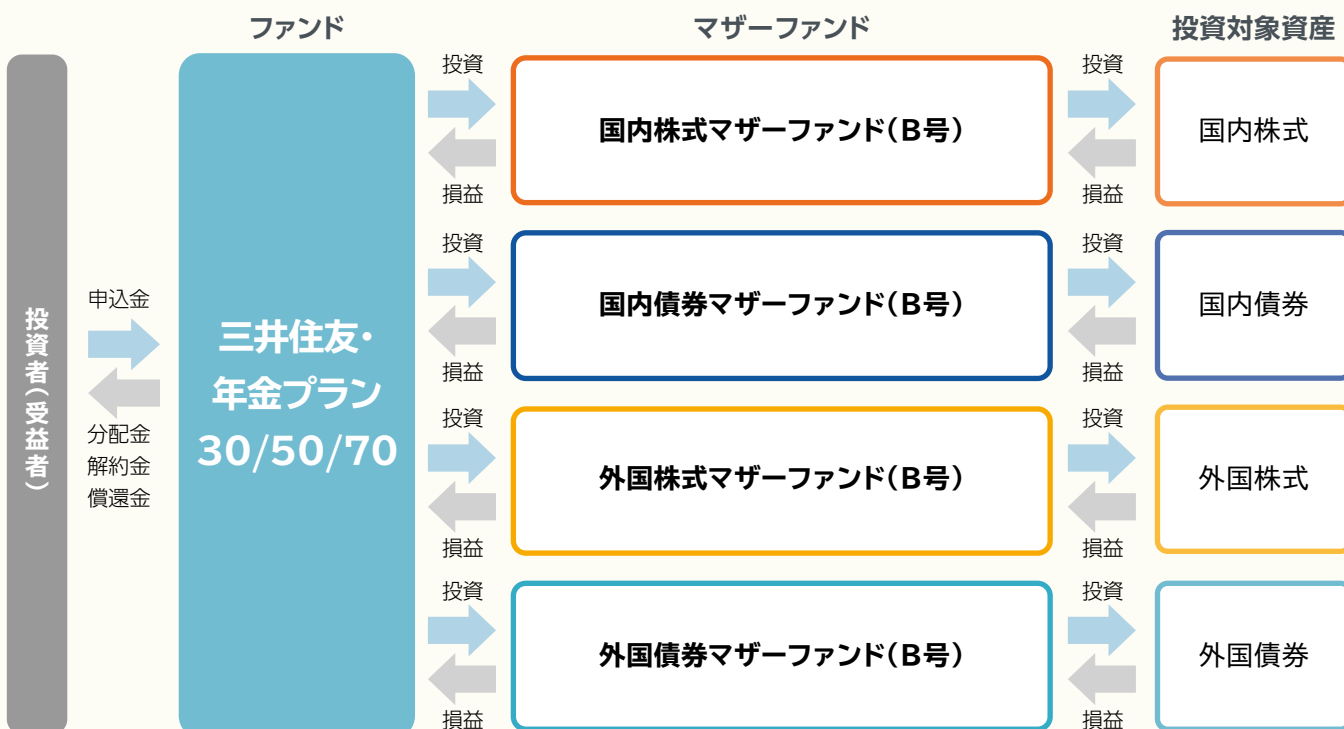 ファンド
マザーファンド
投資対象資産
投資者(受益者)
申込金
分配金
解約金
償還金
三井住友・
年金プラン
30/50/70
投資
損益
国内株式マザーファンド(B号)
投資
損益
国内株式
投資
損益
国内債券マザーファンド(B号)
投資
損益
国内債券
投資
損益
外国株式マザーファンド(B号)
投資
損益
外国株式
投資
損益
外国債券マザーファンド(B号)
投資
損益
外国債券